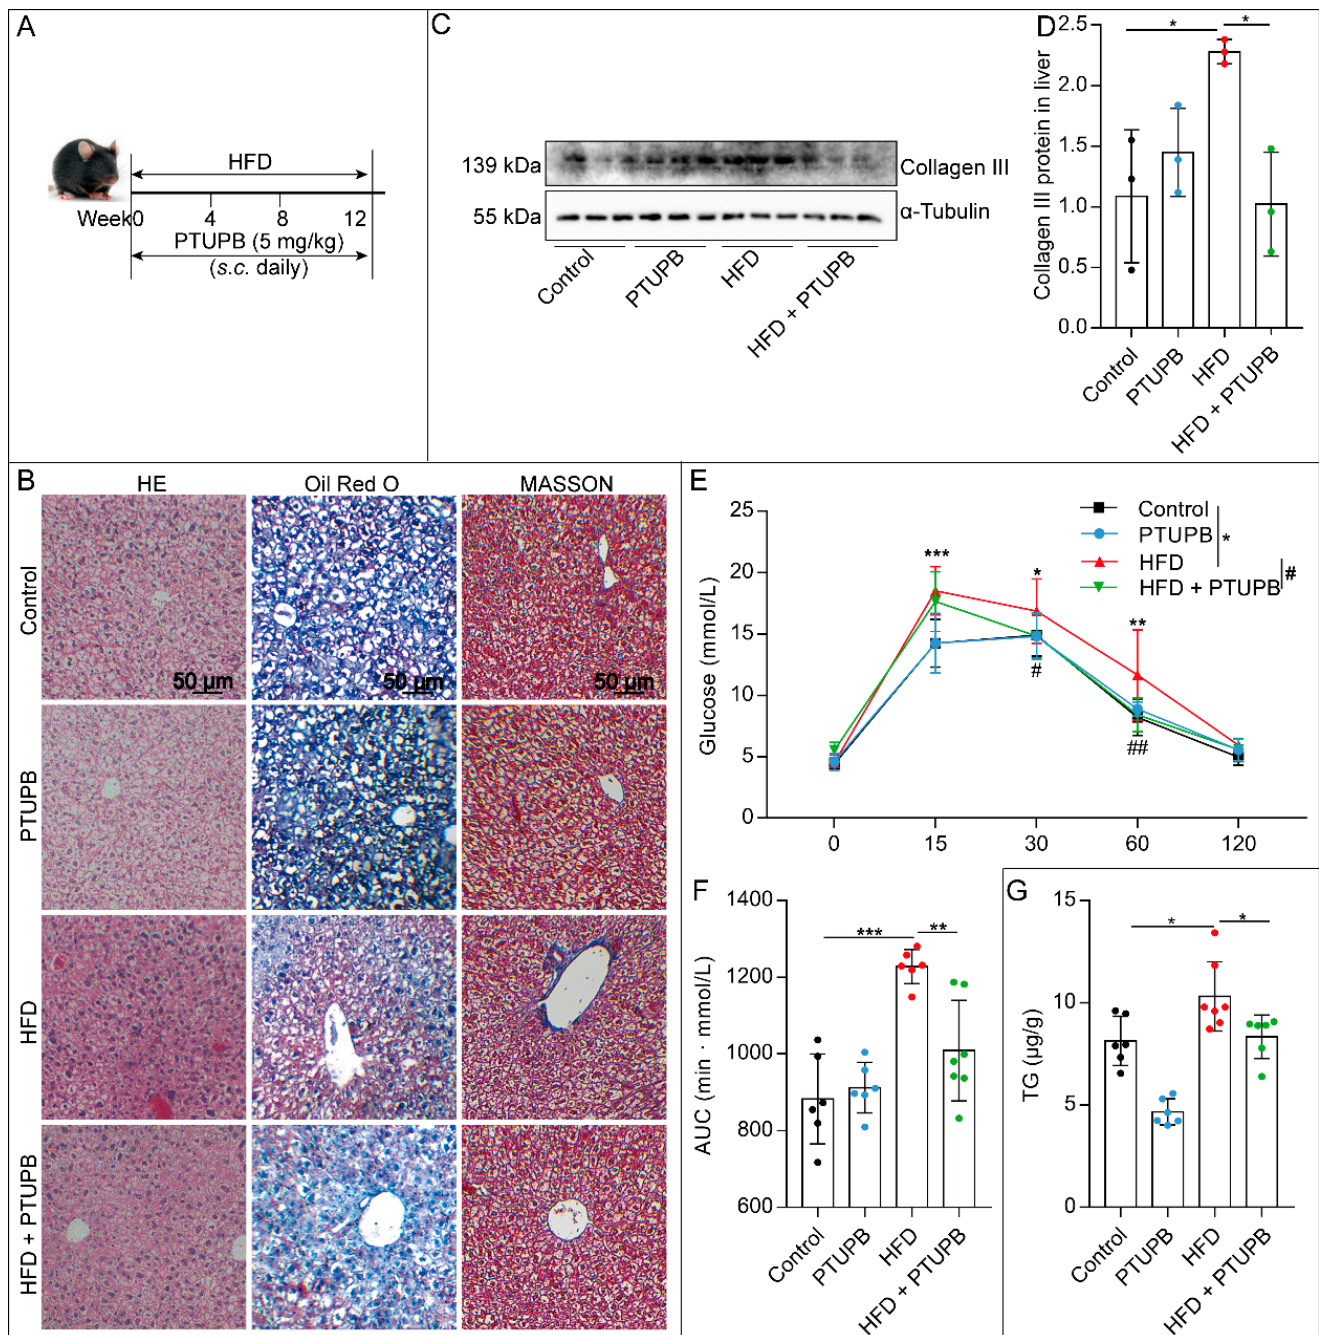 A
HFD
Week0 4 8 12
PTUPB (5 mg/kg)
(s.c. daily)
C
139 kDa
Collagen III
55 kDa
α-Tubulin
Control
PTUPB
HFD
HFD + PTUPB
D
Collagen III protein in liver
2.5
2.0
1.5
1.0
0.5
0.0
* *
Control
PTUPB
HFD
HFD + PTUPB
B
HE Oil Red O MASSON
Control
50 µm 50 µm 50 µm
PTUPB
HFD
HFD + PTUPB
E
Glucose (mmol/L)
25
20
15
10
5
0
0 15 30 60 120
Control
PTUPB
HFD
HFD + PTUPB
*
#
***
*
**
#
##
F
AUC (min · mmol/L)
1400
1200
1000
800
600
*** **
Control
PTUPB
HFD
HFD + PTUPB
G
TG (µg/g)
15
10
5
0
* *
Control
PTUPB
HFD
HFD + PTUPB